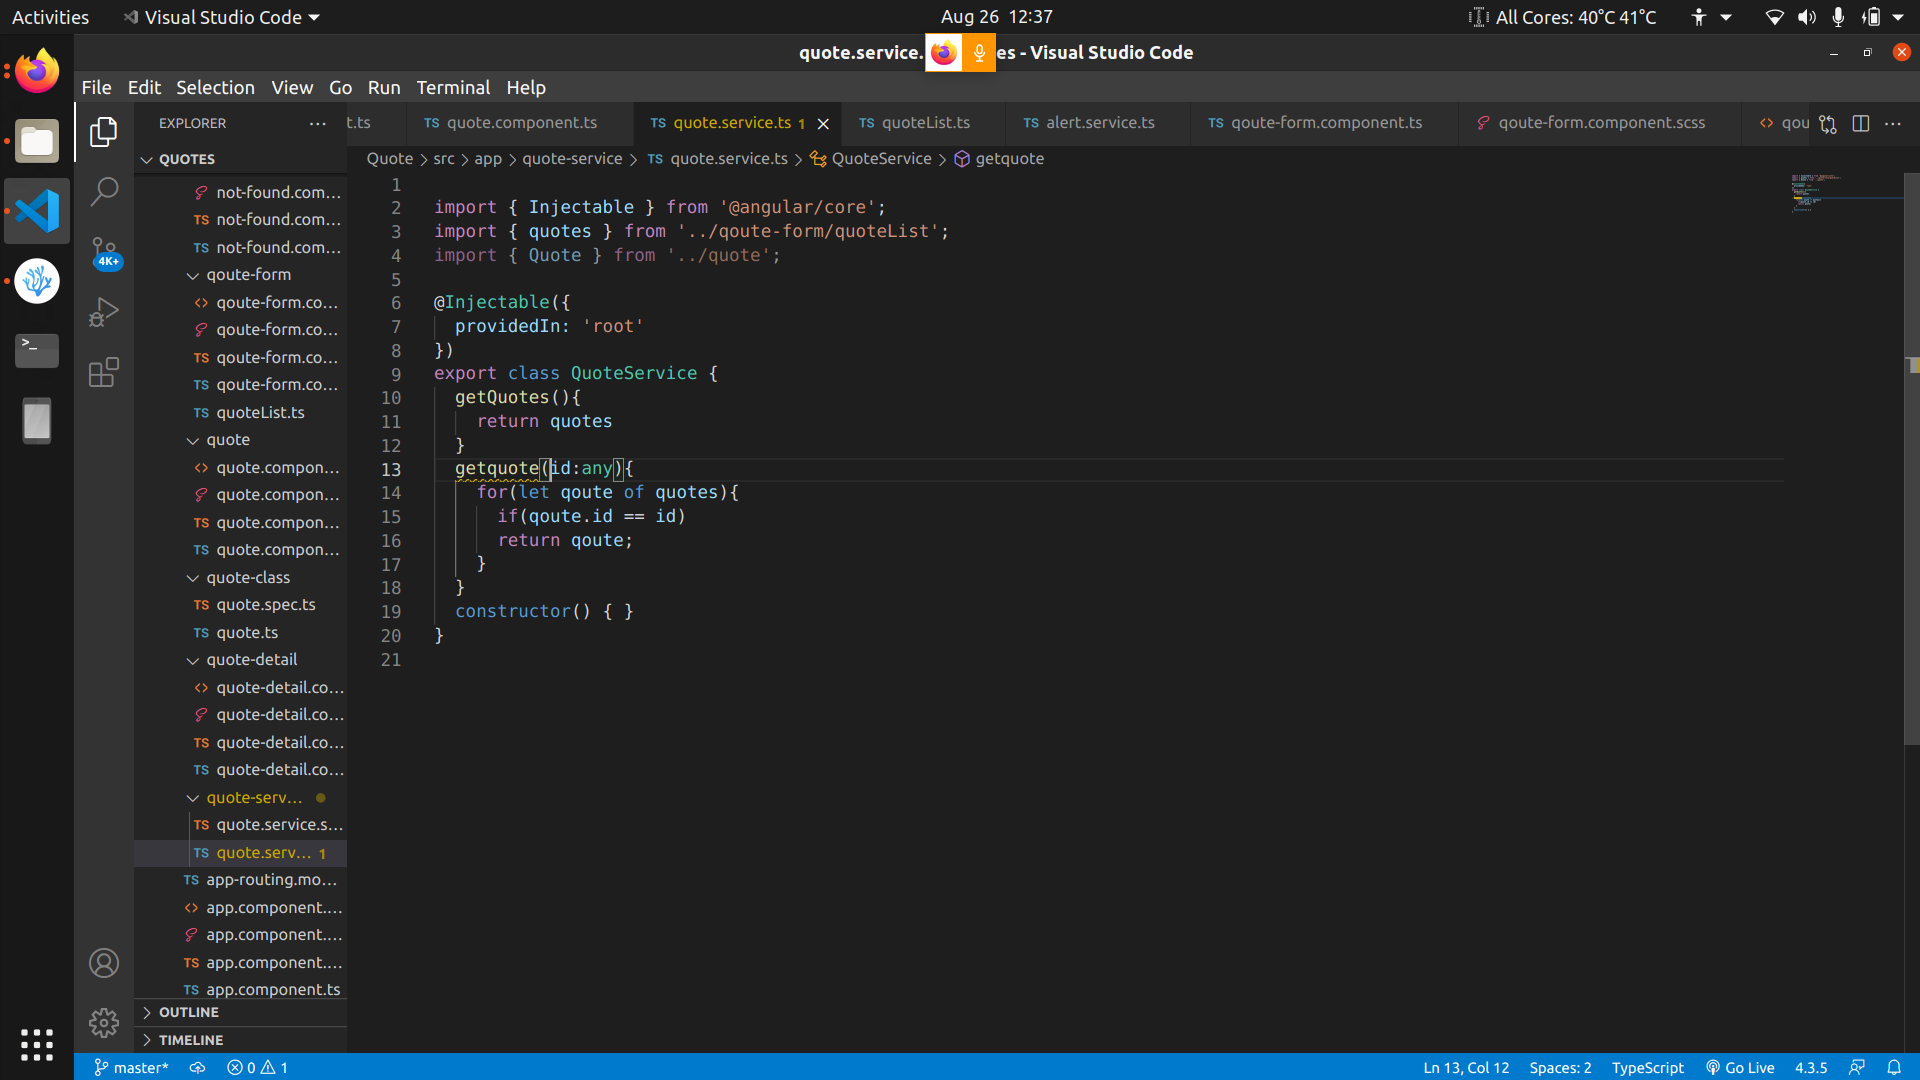 Activities
Visual Studio Code
Aug 26 12:37
All Cores: 40°C 41°C
quote.service.
es - Visual Studio Code
File Edit Selection View Go Run Terminal Help
EXPLORER
t.ts
TS quote.component.ts
TS quote.service.ts 1
TS quoteList.ts
TS alert.service.ts
TS qoute-form.component.ts
qoute-form.component.scss
<> qou
QUOTES
Quote > src > app > quote-service > TS quote.service.ts > QuoteService > getquote
4K+
not-found.com...
TS not-found.com...
TS not-found.com...
qoute-form
<> qoute-form.co...
qoute-form.co...
TS qoute-form.co...
TS qoute-form.co...
TS quoteList.ts
quote
<> quote.compon...
quote.compon...
TS quote.compon...
TS quote.compon...
quote-class
TS quote.spec.ts
TS quote.ts
quote-detail
<> quote-detail.co...
quote-detail.co...
TS quote-detail.co...
TS quote-detail.co...
quote-serv...
TS quote.service.s...
TS quote.serv... 1
TS app-routing.mo...
<> app.component....
app.component....
TS app.component....
TS app.component.ts
OUTLINE
TIMELINE
1
2 import { Injectable } from '@angular/core';
3 import { quotes } from '../qoute-form/quoteList';
4 import { Quote } from '../quote';
5
6 @Injectable({
7 providedIn: 'root'
8 })
9 export class QuoteService {
10 getQuotes(){
11 return quotes
12 }
13 getquote(id:any){
14 for(let qoute of quotes){
15 if(qoute.id == id)
16 return qoute;
17 }
18 }
19 constructor() { }
20 }
21
master*
0
1
Ln 13, Col 12
Spaces: 2
TypeScript
Go Live
4.3.5